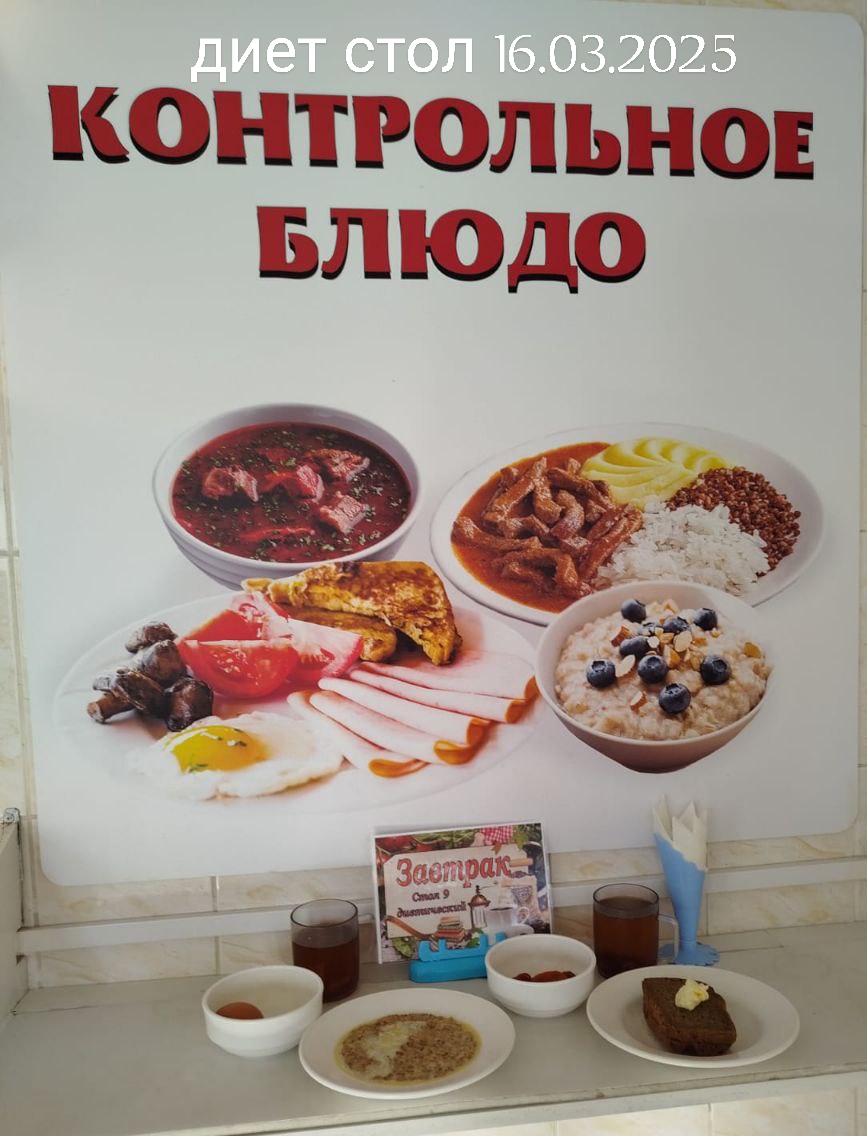 диет стол 16.03.2025
КОНТРОЛЬНОЕ
БЛЮДО
Завтрак
Стол 9
диетический